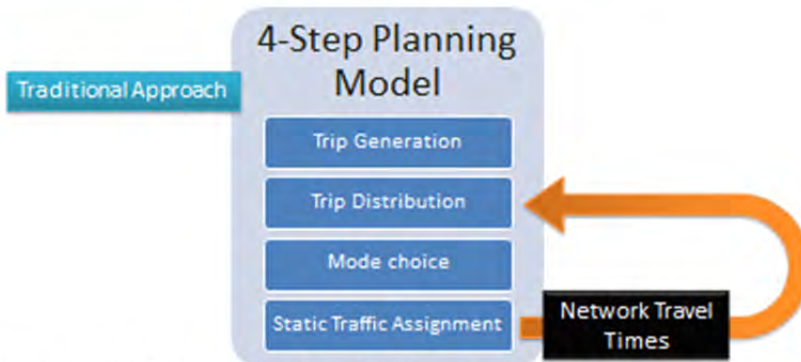 4-Step Planning
Model
Traditional Approach
Trip Generation
Trip Distribution
Mode choice
Static Traffic Assignment
Network Travel
Times